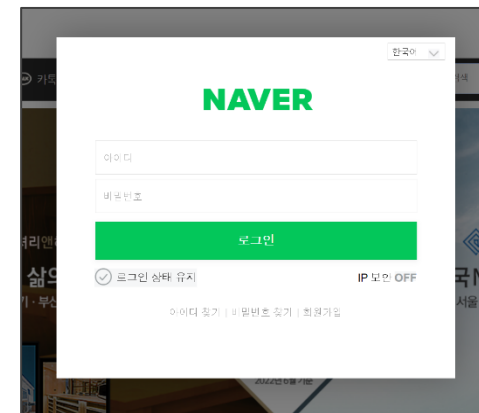 한국어
카톡
NAVER
아이디
비밀번호
로그인
로그인 상태 유지
IP 보안 OFF
아이디 찾기 | 비밀번호 찾기 | 회원가입
2022년 6월 기준